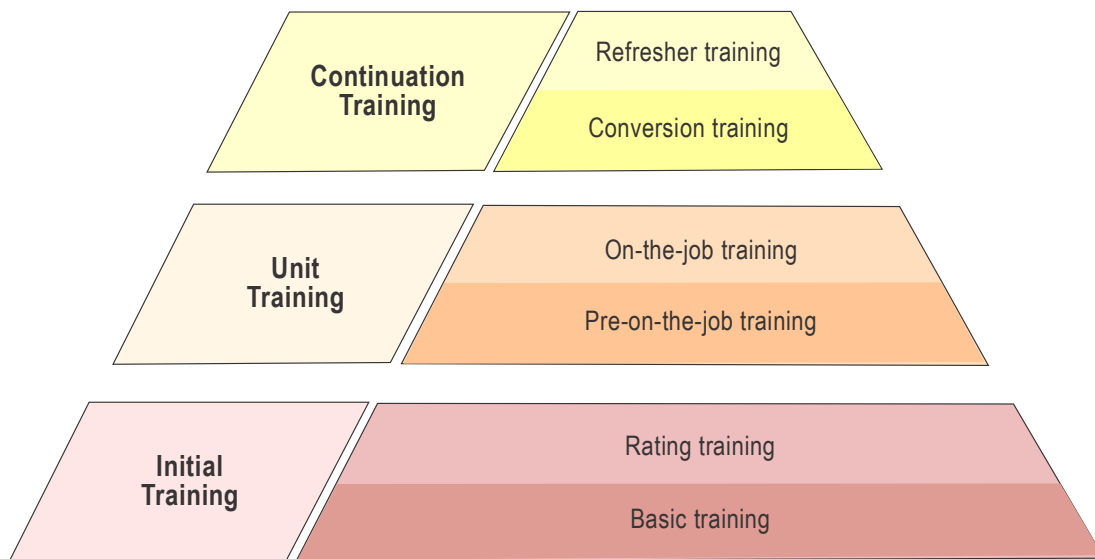 Continuation
Training
Refresher training
Conversion training
Unit
Training
On-the-job training
Pre-on-the-job training
Initial
Training
Rating training
Basic training